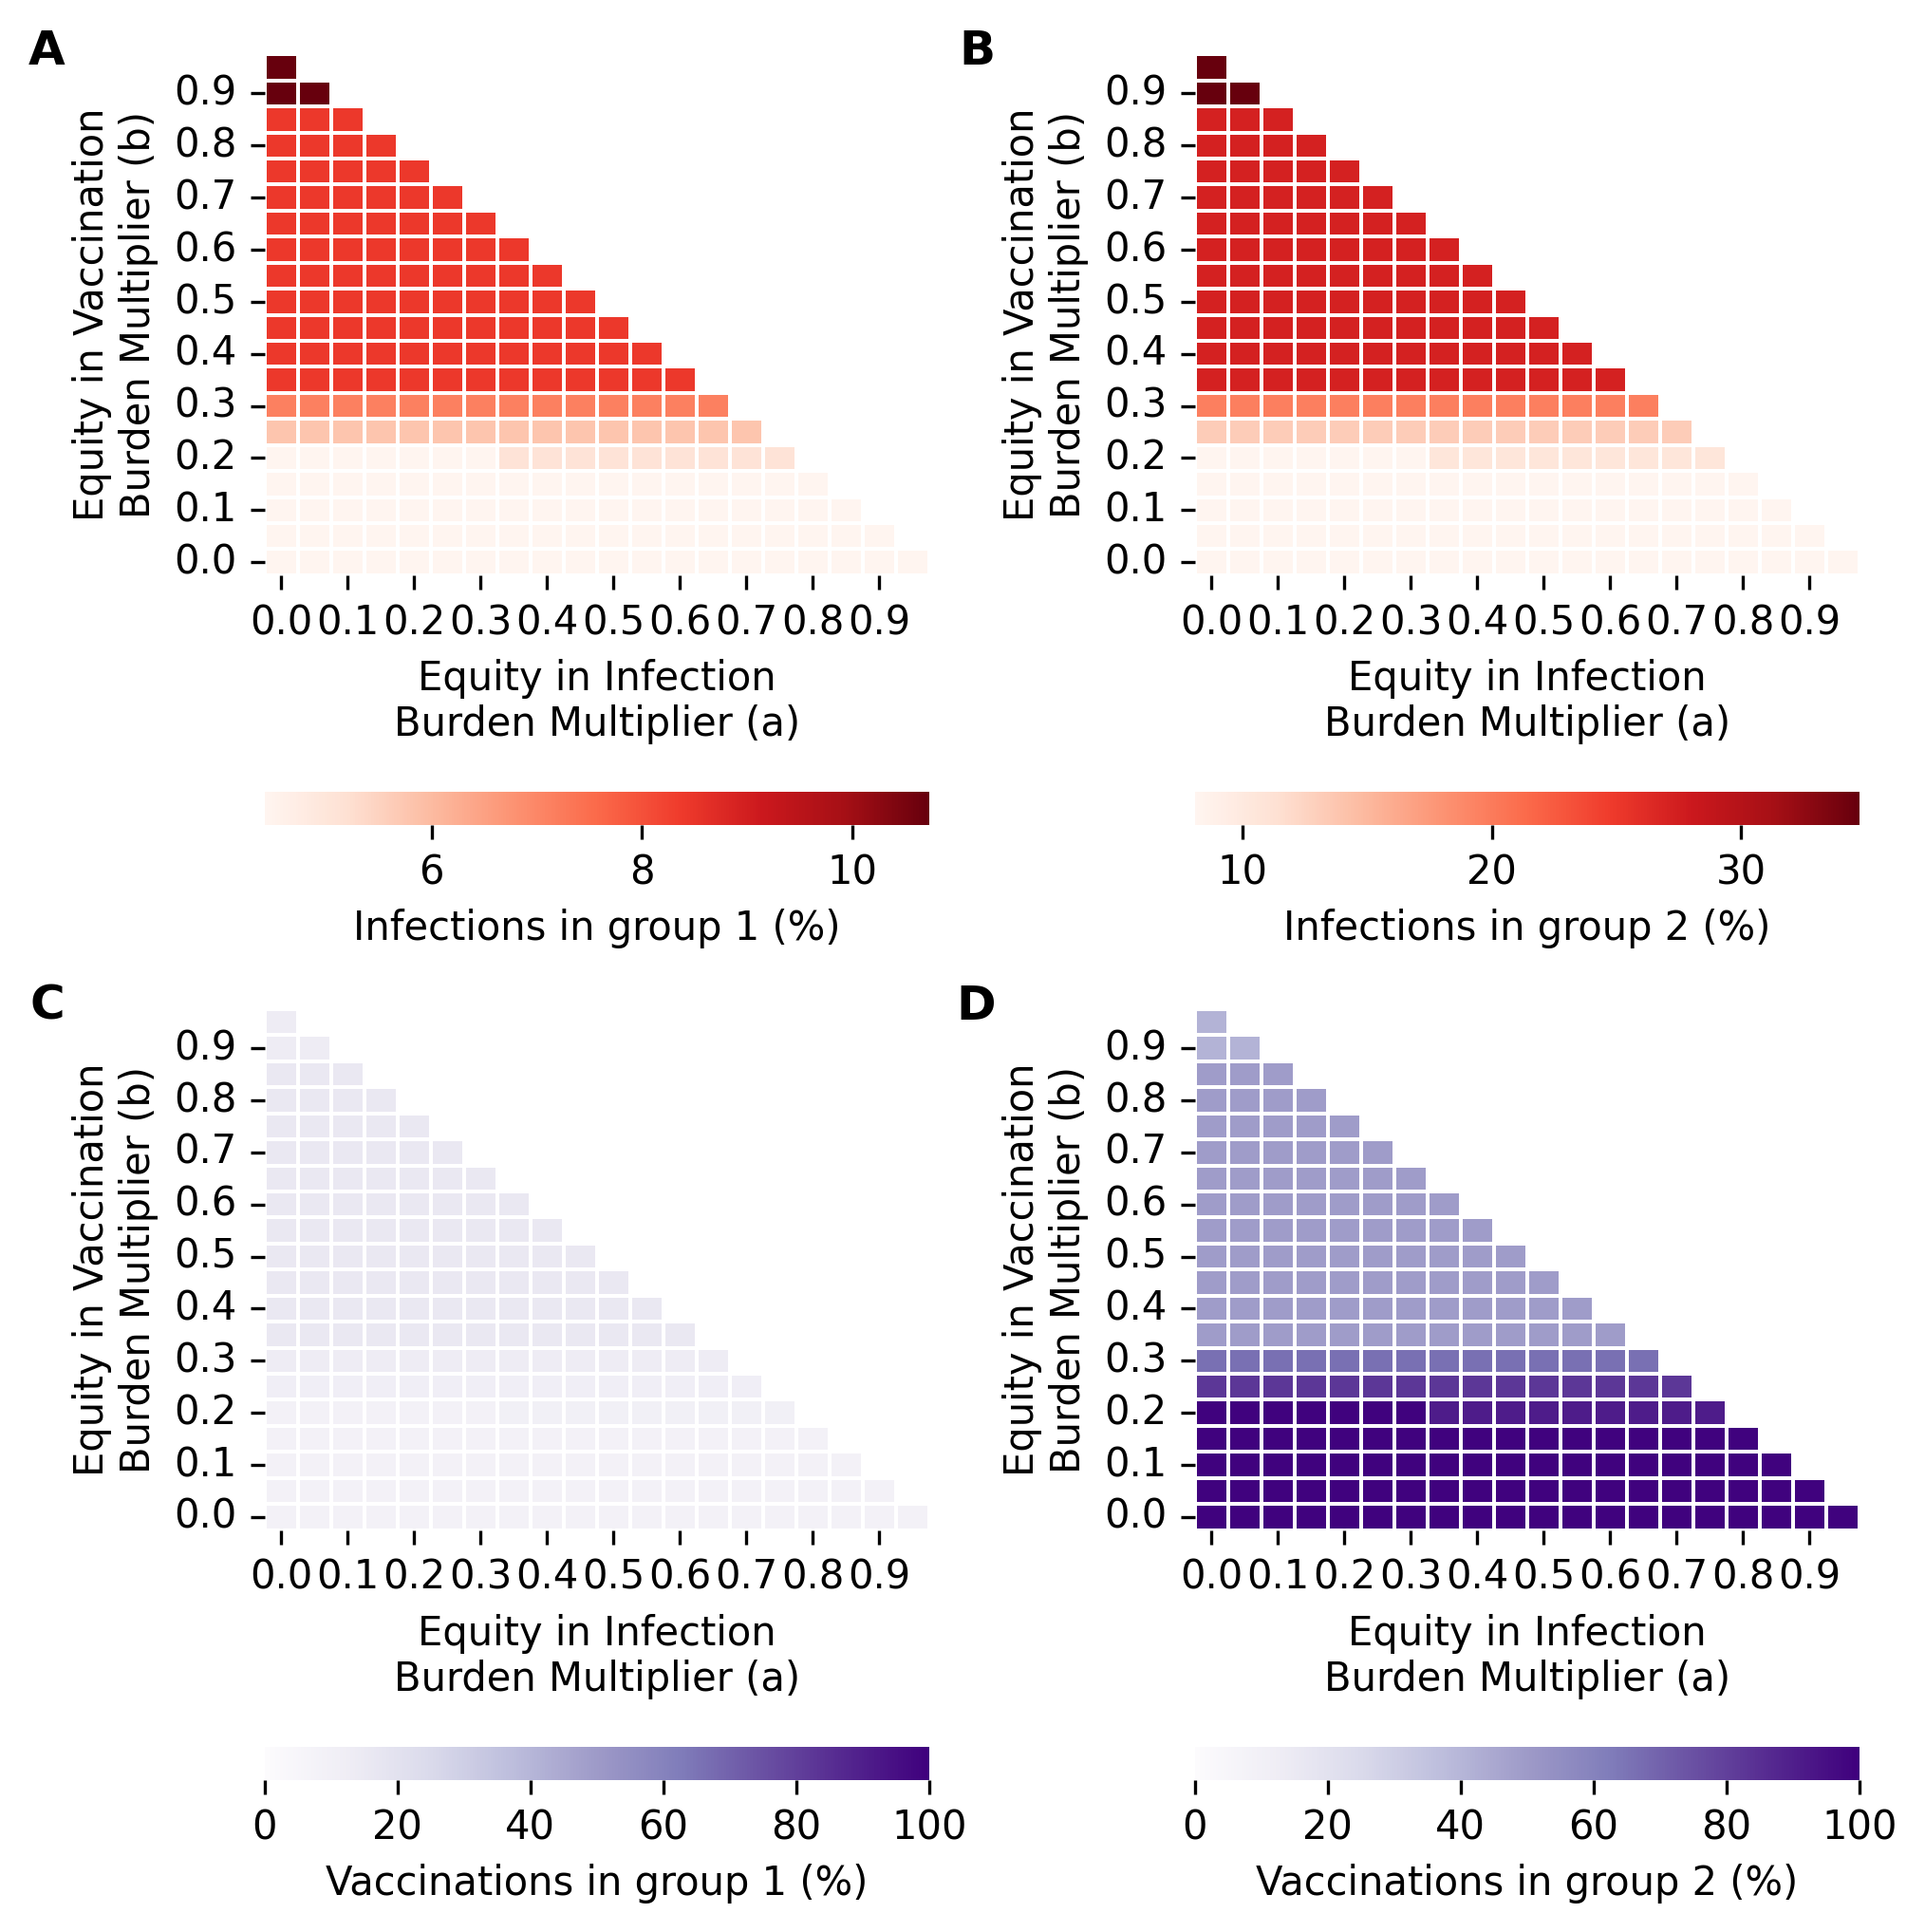 A
Equity in Vaccination
Burden Multiplier (b)
0.9
0.8
0.7
0.6
0.5
0.4
0.3
0.2
0.1
0.0
0.0 0.1 0.2 0.3 0.4 0.5 0.6 0.7 0.8 0.9
Equity in Infection
Burden Multiplier (a)
6 8 10
Infections in group 1 (%)
B
Equity in Vaccination
Burden Multiplier (b)
0.9
0.8
0.7
0.6
0.5
0.4
0.3
0.2
0.1
0.0
0.0 0.1 0.2 0.3 0.4 0.5 0.6 0.7 0.8 0.9
Equity in Infection
Burden Multiplier (a)
10 20 30
Infections in group 2 (%)
C
Equity in Vaccination
Burden Multiplier (b)
0.9
0.8
0.7
0.6
0.5
0.4
0.3
0.2
0.1
0.0
0.0 0.1 0.2 0.3 0.4 0.5 0.6 0.7 0.8 0.9
Equity in Infection
Burden Multiplier (a)
0 20 40 60 80 100
Vaccinations in group 1 (%)
D
Equity in Vaccination
Burden Multiplier (b)
0.9
0.8
0.7
0.6
0.5
0.4
0.3
0.2
0.1
0.0
0.0 0.1 0.2 0.3 0.4 0.5 0.6 0.7 0.8 0.9
Equity in Infection
Burden Multiplier (a)
0 20 40 60 80 100
Vaccinations in group 2 (%)